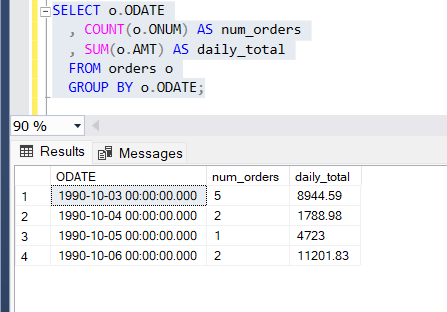 SELECT o.ODATE
, COUNT(o.ONUM) AS num_orders
, SUM(o.AMT) AS daily_total
FROM orders o
GROUP BY o.ODATE;
90 %
Results Messages
ODATE num_orders daily_total
1 1990-10-03 00:00:00.000 5 8944.59
2 1990-10-04 00:00:00.000 2 1788.98
3 1990-10-05 00:00:00.000 1 4723
4 1990-10-06 00:00:00.000 2 11201.83